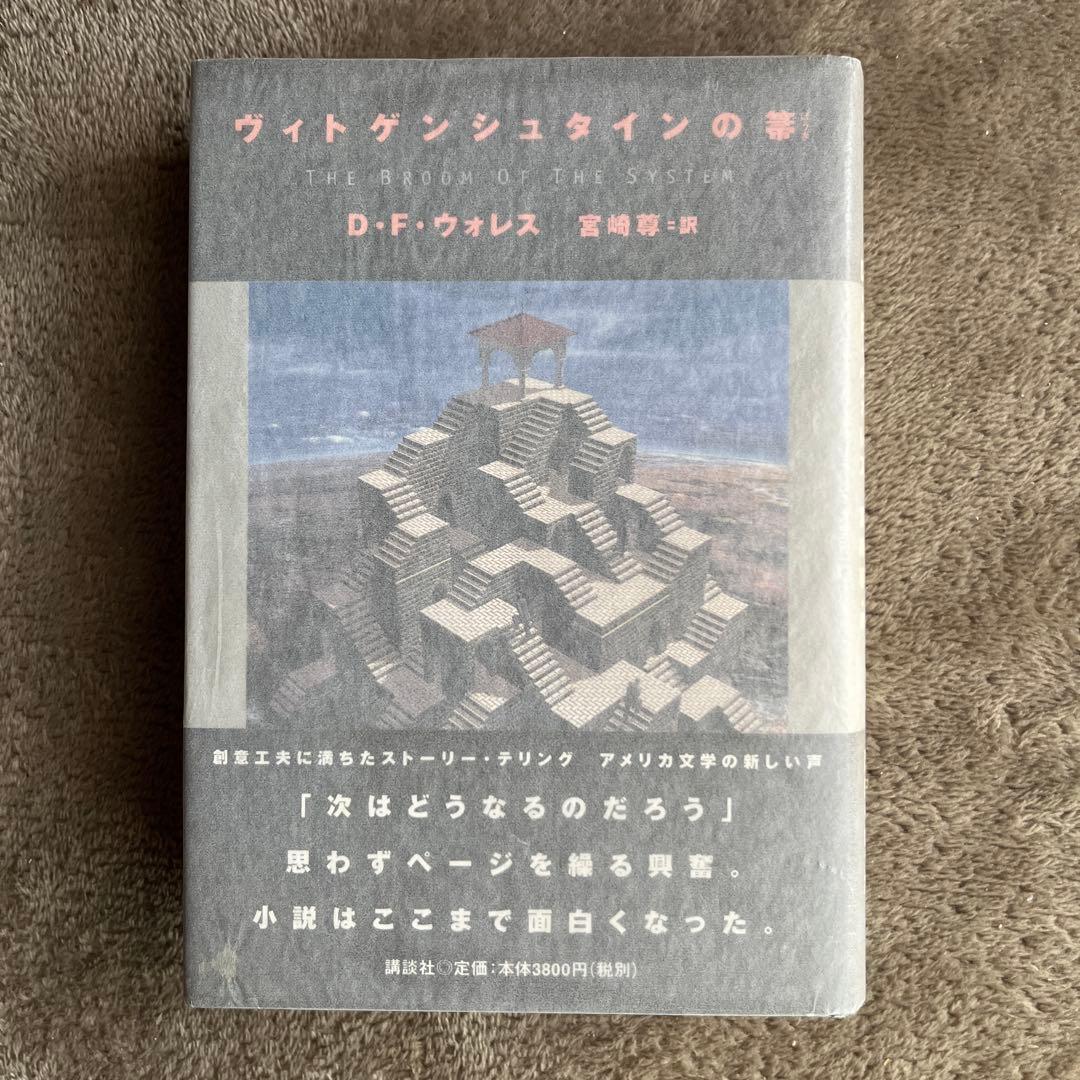 ヴィトゲンシュタインの箒
THE BROOM OF THE SYSTEM
D・F・ウォレス 宮崎尊=訳
創意工夫に満ちたストーリー・テリング アメリカ文学の新しい声
「次はどうなるのだろう」
思わずページを繰る興奮。
小説はここまで面白くなった。
講談社◎定価:本体3800円(税別)